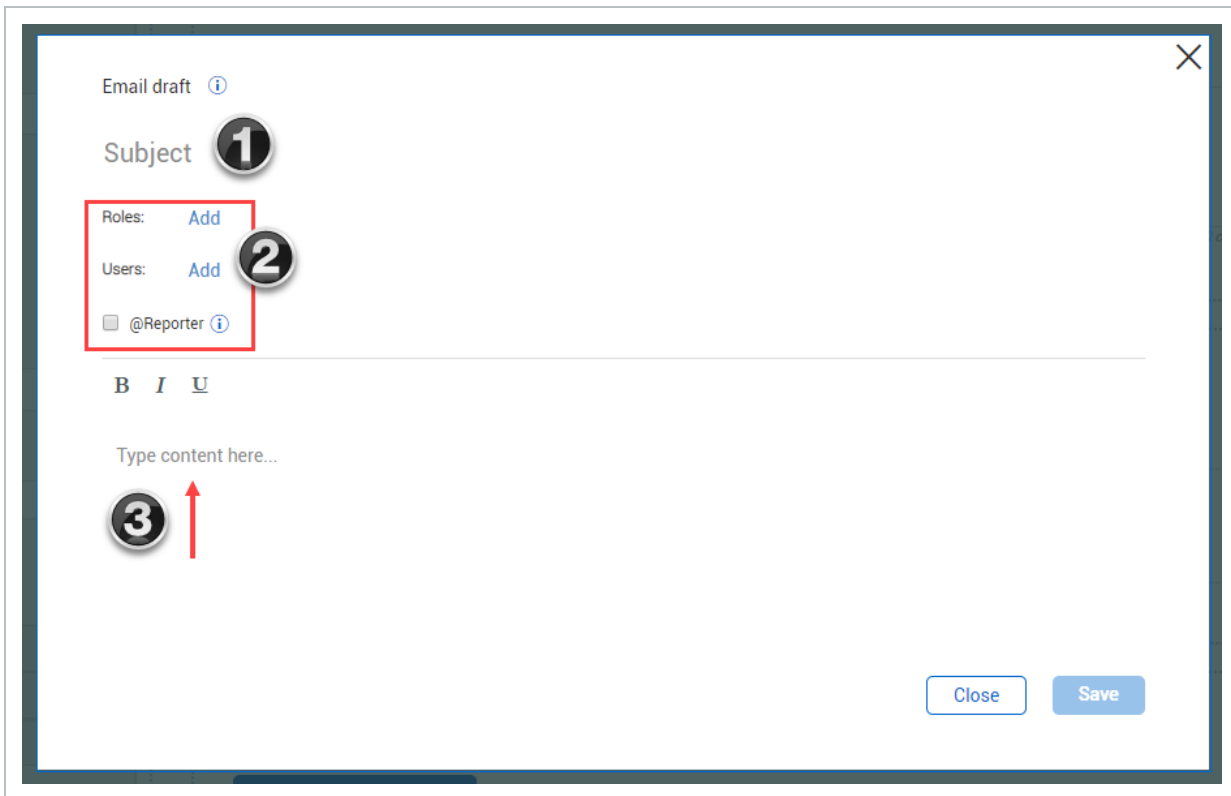 Email draft
Subject 1
Roles: Add
Users: Add
2
@Reporter
B I U
Type content here...
3
Close Save